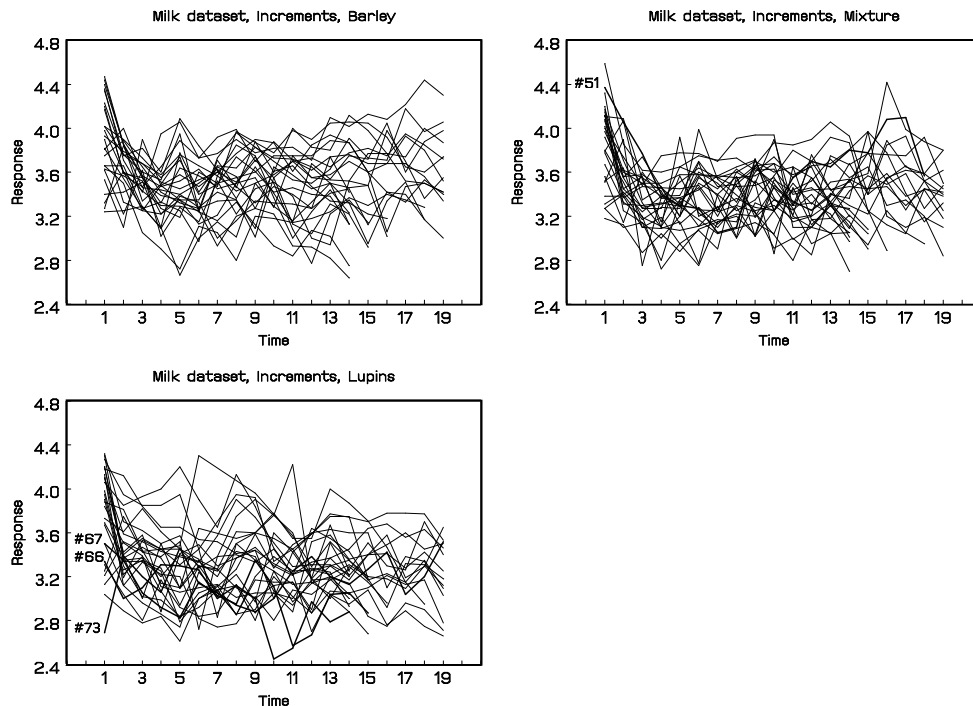 Milk dataset, Increments, Barley
4.8
4.4
4.0
3.6
3.2
2.8
2.4
Response
1 3 5 7 9 11 13 15 17 19
Time
Milk dataset, Increments, Mixture
4.8
4.4
4.0
3.6
3.2
2.8
2.4
#51
Response
1 3 5 7 9 11 13 15 17 19
Time
Milk dataset, Increments, Lupins
4.8
4.4
4.0
3.6
3.2
2.8
2.4
#67
#66
#73
Response
1 3 5 7 9 11 13 15 17 19
Time